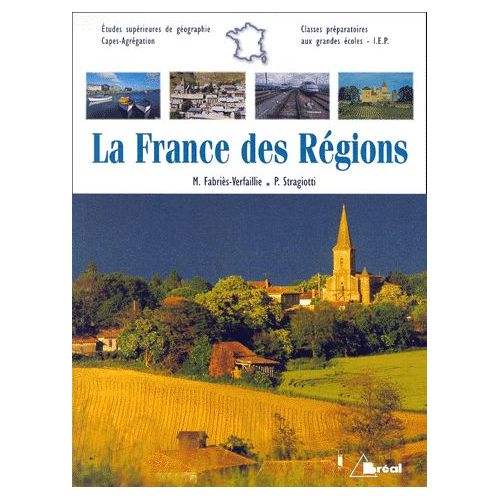 Études supérieures de géographie
Capes-Agrégation
Classes préparatoires
aux grandes écoles - I.E.P.
La France des Régions
M. Fabriès-Verfaillie • P. Stragiotti
Bréal